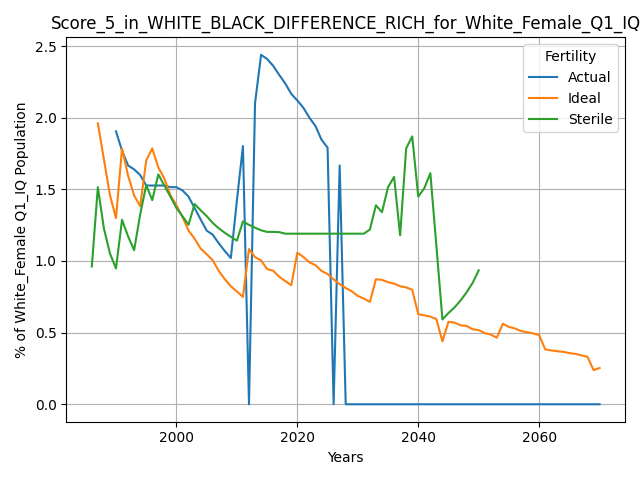 Score_5_in_WHITE_BLACK_DIFFERENCE_RICH_for_White_Female_Q1_IQ
% of White_Female Q1_IQ Population
2.5
2.0
1.5
1.0
0.5
0.0
Fertility
Actual
Ideal
Sterile
2000
2020
2040
2060
Years